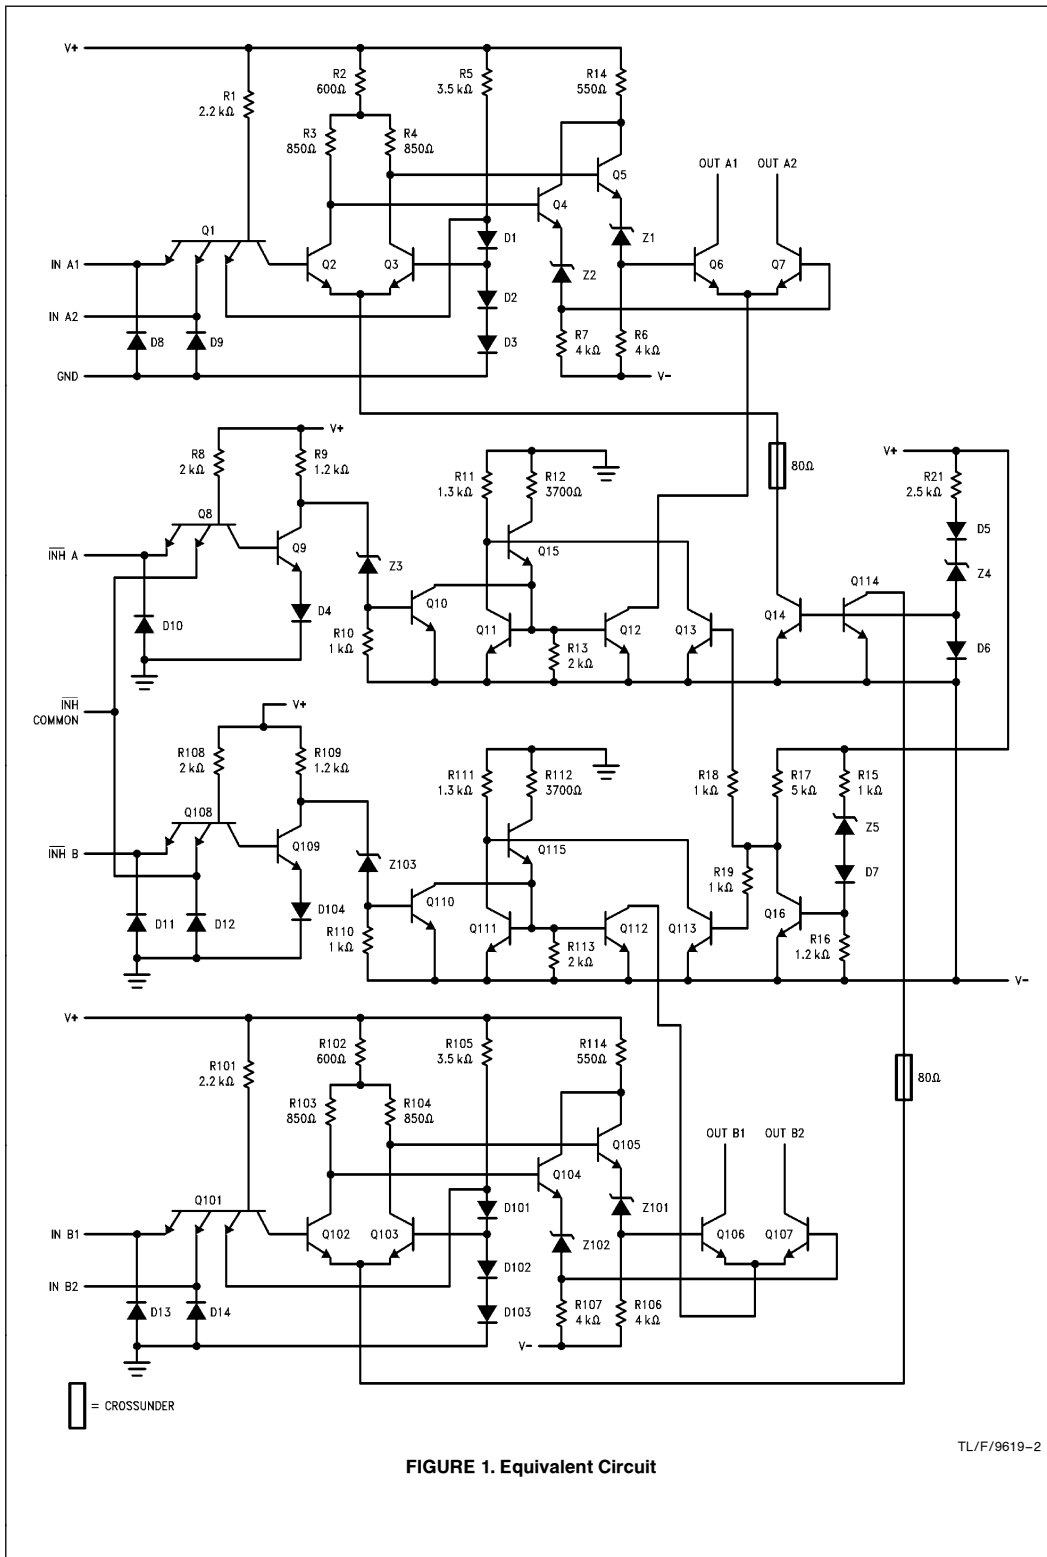 V+
R1
2.2 kΩ
R2
600Ω
R3
850Ω
R4
850Ω
R5
3.5 kΩ
R14
550Ω
Q5
Q4
OUT A1
OUT A2
Q1
IN A1
IN A2
GND
D8
D9
Q2
Q3
D1
D2
D3
Z1
Z2
R7
4 kΩ
R6
4 kΩ
V−
Q6
Q7
V+
R8
2 kΩ
R9
1.2 kΩ
Q8
I̅N̅H̅ A
Q9
D10
D4
Z3
R10
1 kΩ
Q10
R11
1.3 kΩ
R12
3700Ω
Q15
Q11
R13
2 kΩ
Q12
Q13
80Ω
Q14
Q114
V+
R21
2.5 kΩ
D5
Z4
D6
I̅N̅H̅
COMMON
V+
R108
2 kΩ
R109
1.2 kΩ
Q108
I̅N̅H̅ B
Q109
D11
D12
D104
Z103
R110
1 kΩ
Q110
R111
1.3 kΩ
R112
3700Ω
Q115
Q111
R113
2 kΩ
Q112
Q113
R18
1 kΩ
R17
5 kΩ
R15
1 kΩ
Z5
D7
R19
1 kΩ
Q16
R16
1.2 kΩ
V−
V+
R101
2.2 kΩ
R102
600Ω
R103
850Ω
R104
850Ω
R105
3.5 kΩ
R114
550Ω
80Ω
Q105
Q104
OUT B1
OUT B2
Q101
IN B1
IN B2
D13
D14
Q102
Q103
D101
D102
D103
Z101
Z102
R107
4 kΩ
R106
4 kΩ
V−
Q106
Q107
= CROSSUNDER
TL/F/9619–2
FIGURE 1. Equivalent Circuit